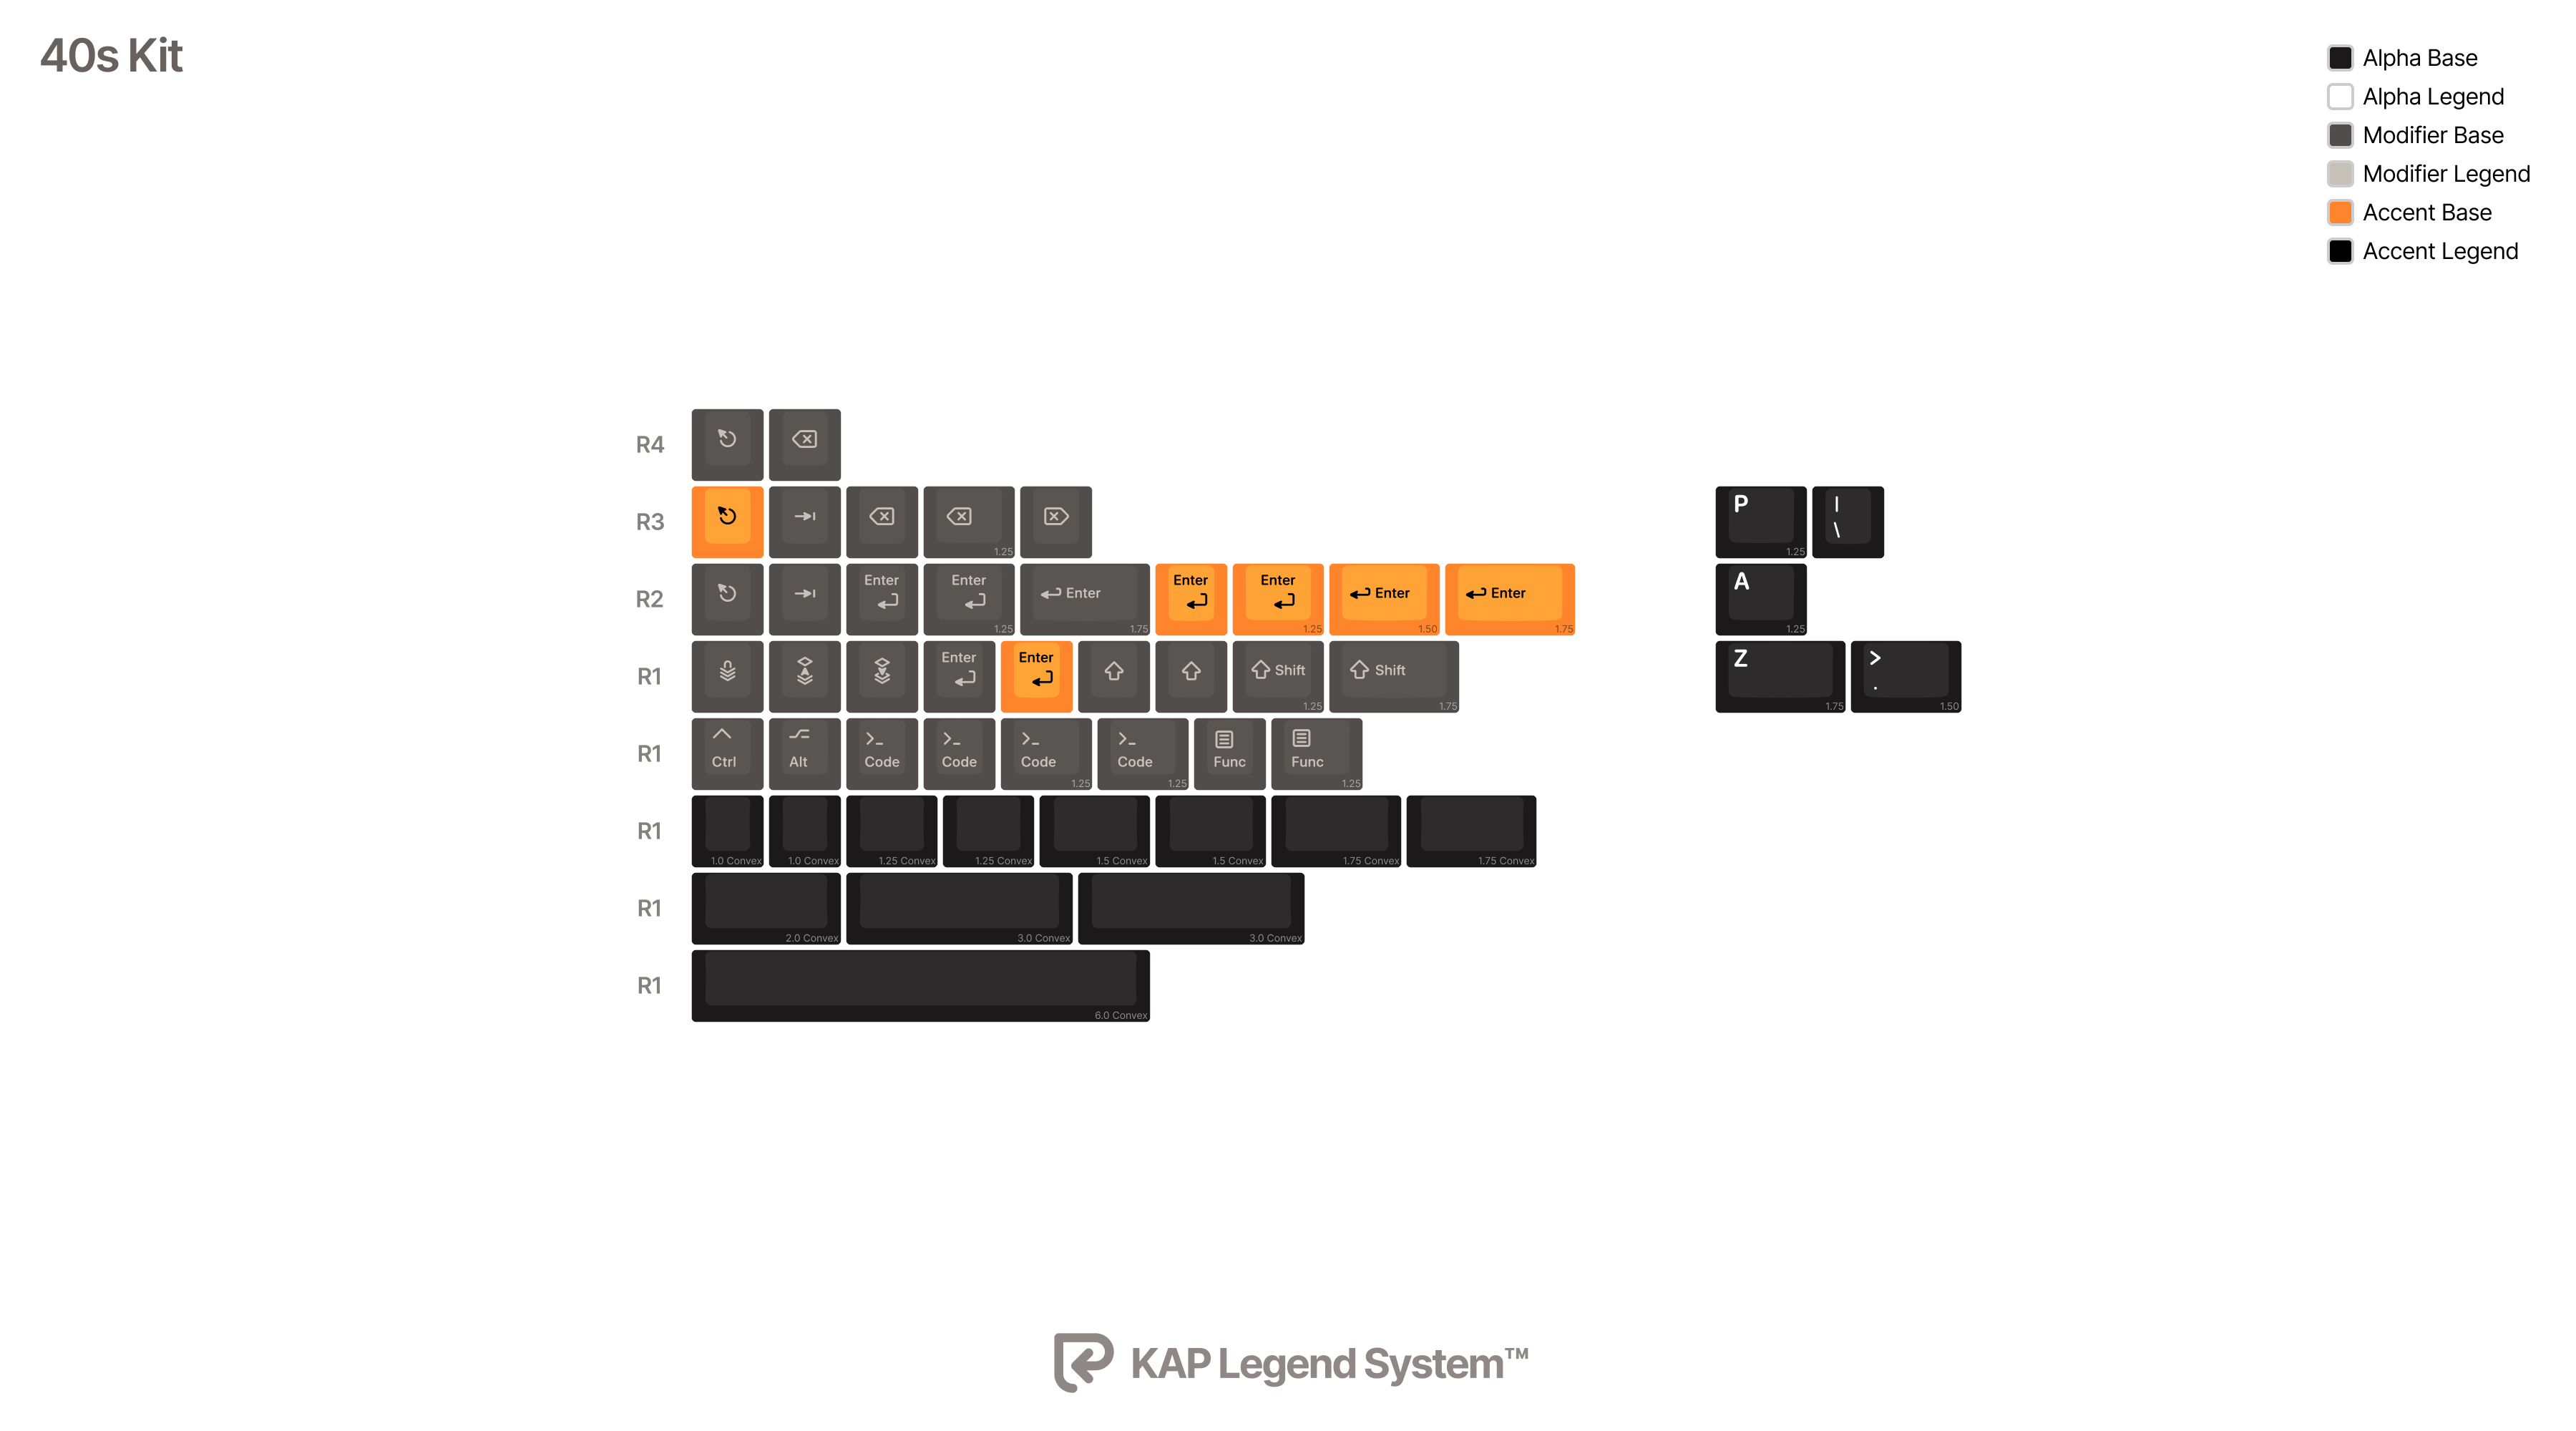 40s Kit
Alpha Base
Alpha Legend
Modifier Base
Modifier Legend
Accent Base
Accent Legend
R4
R3 1.25 P 1.25 | \
R2 Enter Enter 1.25 Enter 1.75 Enter Enter 1.25 Enter 1.50 Enter 1.75 A 1.25
R1 Enter Enter Shift 1.25 Shift 1.75 Z 1.75 > . 1.50
R1 Ctrl Alt >_ Code >_ Code >_ Code 1.25 >_ Code 1.25 Func Func 1.25
R1 1.0 Convex 1.0 Convex 1.25 Convex 1.25 Convex 1.5 Convex 1.5 Convex 1.75 Convex 1.75 Convex
R1 2.0 Convex 3.0 Convex 3.0 Convex
R1 6.0 Convex
KAP Legend System™